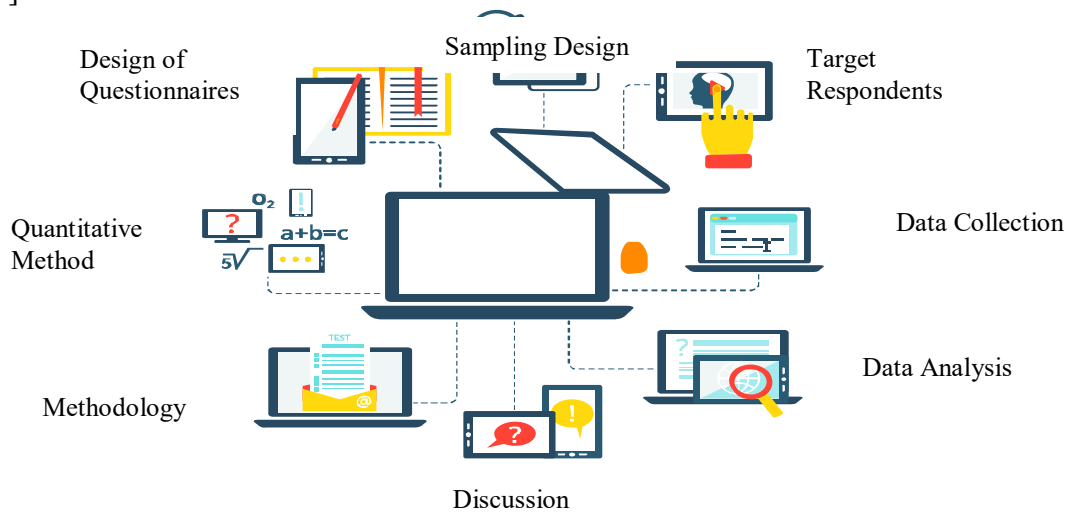 ]
Sampling Design
Design of
Questionnaires
Target
Respondents
Quantitative
Method
O₂
!
?
a+b=c
5√
Data Collection
TEST
?
@
Data Analysis
Methodology
!
?
Discussion